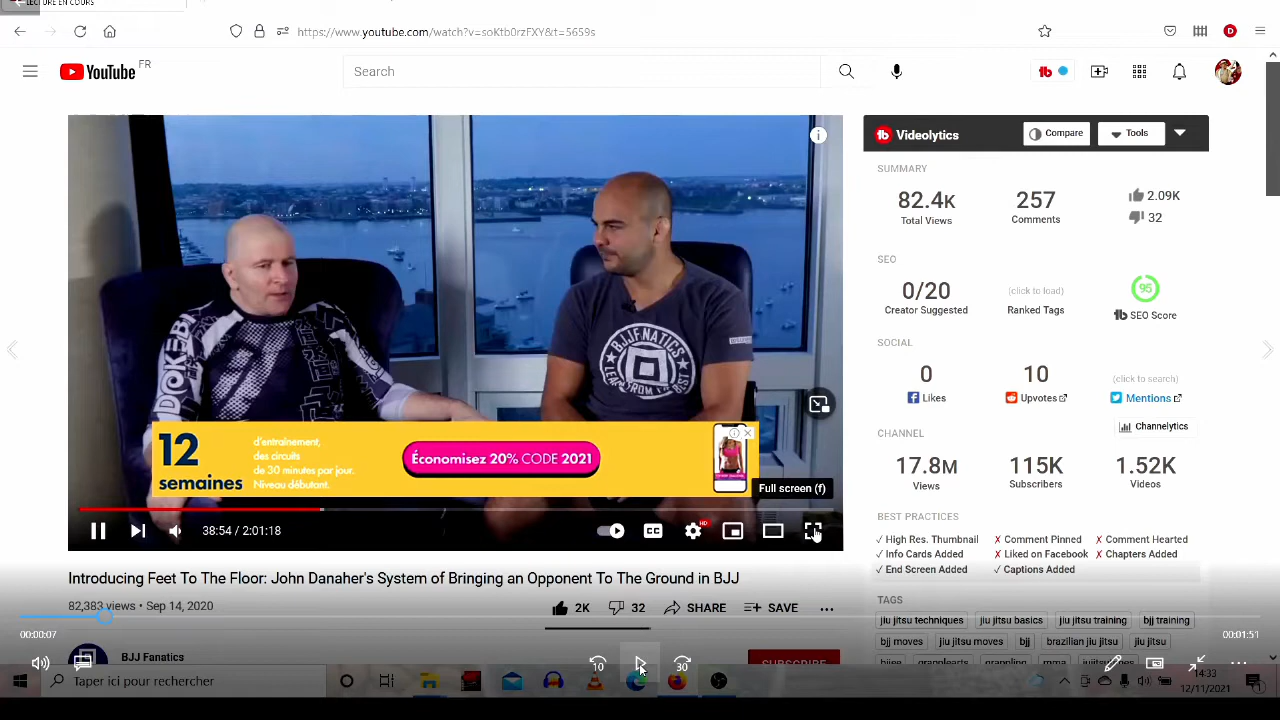 LECTURE EN COURS
https://www.youtube.com/watch?v=soKtb0rzFXY&t=5659s
D
YouTube FR
Search
Videolytics
Compare
Tools
SUMMARY
82.4K
Total Views
257
Comments
2.09K
32
SEO
0/20
Creator Suggested
(click to load)
Ranked Tags
95
SEO Score
SOCIAL
0
Likes
10
Upvotes
(click to search)
Mentions
Channelytics
CHANNEL
17.8M
Views
115K
Subscribers
1.52K
Videos
BEST PRACTICES
✓ High Res. Thumbnail
✗ Comment Pinned
✗ Comment Hearted
✓ Info Cards Added
✗ Liked on Facebook
✗ Chapters Added
✓ End Screen Added
✓ Captions Added
TAGS
jiu jitsu techniques
jiu jitsu basics
jiu jitsu training
bjj training
bjj moves
jiu jitsu moves
bjj
brazilian jiu jitsu
jiu jitsu
grapplearts
grappling
mma
BJJFNATICS
12
semaines
d'entraînement,
des circuits
de 30 minutes par jour.
Niveau débutant.
Économisez 20% CODE 2021
Full screen (f)
38:54 / 2:01:18
CC
HD
Introducing Feet To The Floor: John Danaher's System of Bringing an Opponent To The Ground in BJJ
82,383 views • Sep 14, 2020
2K
32
SHARE
SAVE
00:00:07
00:01:51
BJJ Fanatics
SUBSCRIBE
10
30
Taper ici pour rechercher
14:33
12/11/2021